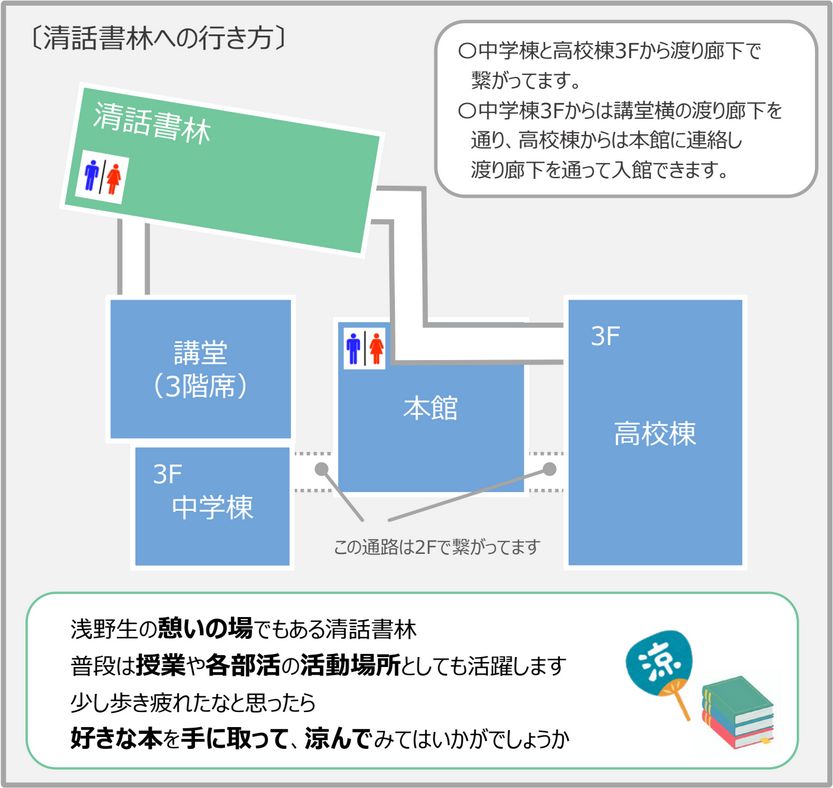 〔清話書林への行き方〕
〇中学棟と高校棟3Fから渡り廊下で
繋がってます。
〇中学棟3Fからは講堂横の渡り廊下を
通り、高校棟からは本館に連絡し
渡り廊下を通って入館できます。
清話書林
講堂
（3階席）
本館
3F
高校棟
3F
中学棟
この通路は2Fで繋がってます
浅野生の憩いの場でもある清話書林
普段は授業や各部活の活動場所としても活躍します
少し歩き疲れたなと思ったら
好きな本を手に取って、涼んでみてはいかがでしょうか
涼